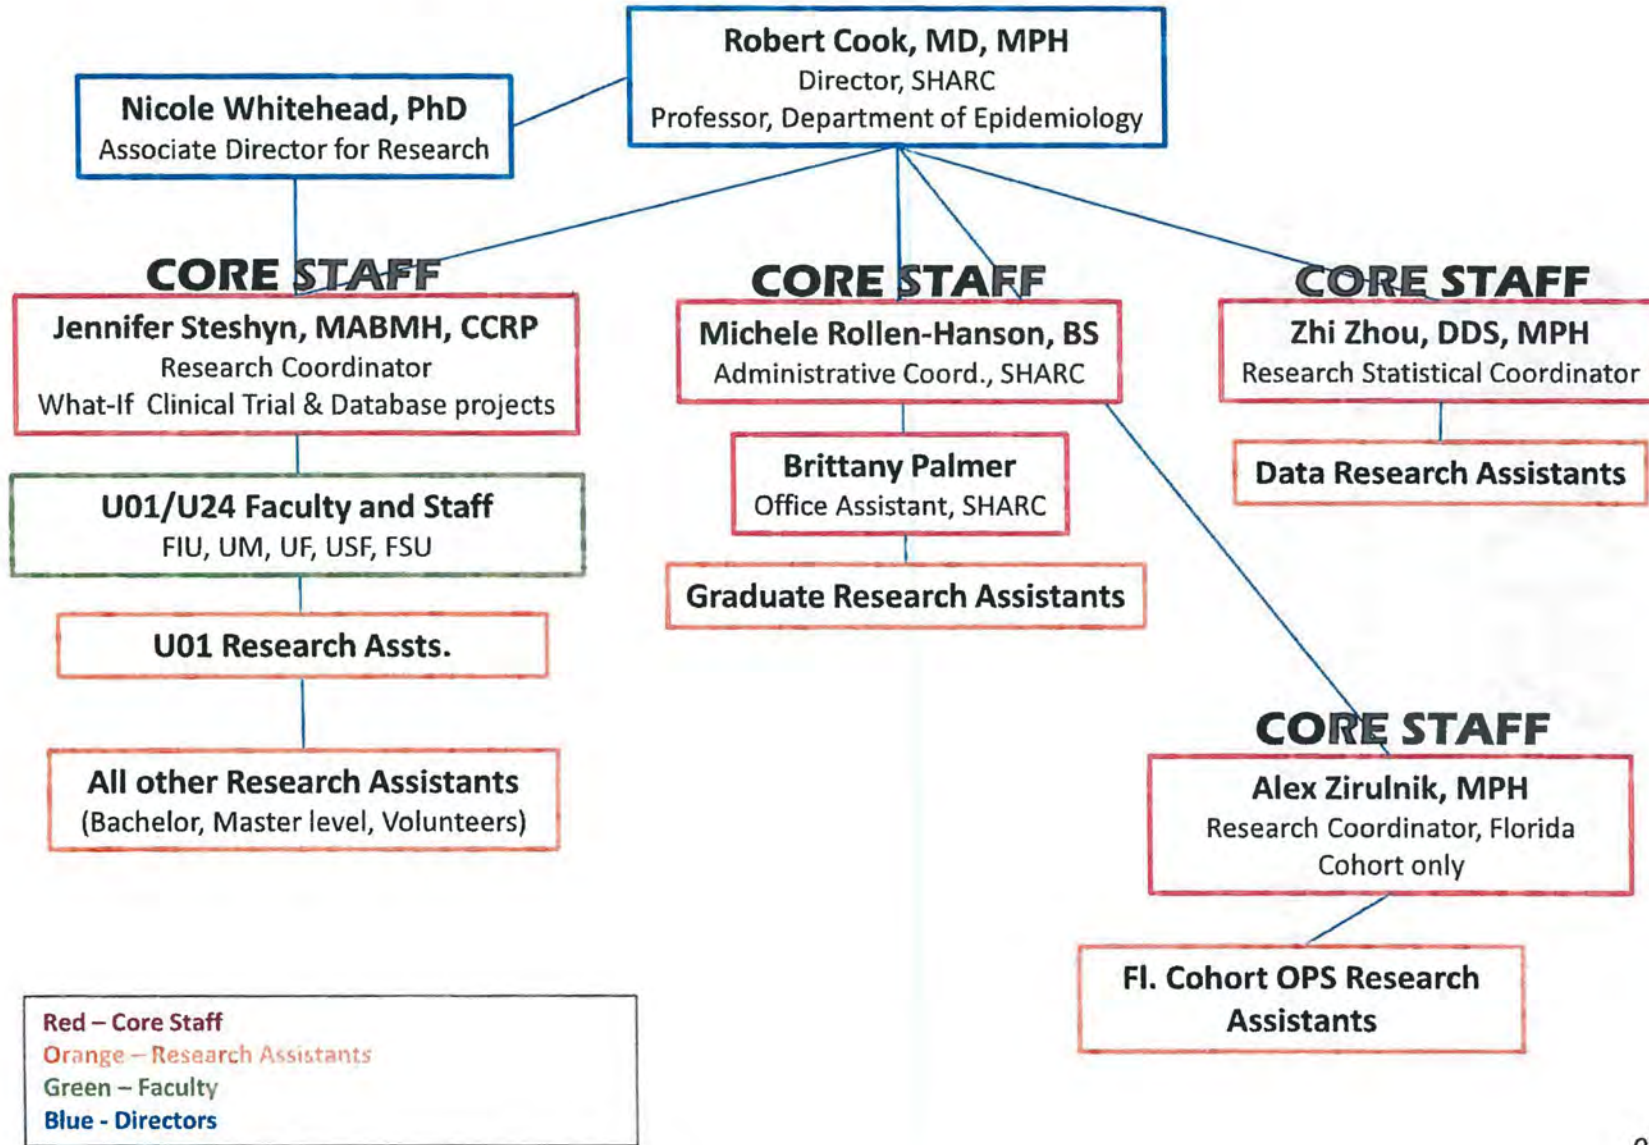 Robert Cook, MD, MPH
Director, SHARC
Professor, Department of Epidemiology
Nicole Whitehead, PhD
Associate Director for Research
CORE STAFF
Jennifer Steshyn, MABMH, CCRP
Research Coordinator
What-If Clinical Trial & Database projects
U01/U24 Faculty and Staff
FIU, UM, UF, USF, FSU
U01 Research Assts.
All other Research Assistants
(Bachelor, Master level, Volunteers)
CORE STAFF
Michele Rollen-Hanson, BS
Administrative Coord., SHARC
Brittany Palmer
Office Assistant, SHARC
Graduate Research Assistants
CORE STAFF
Zhi Zhou, DDS, MPH
Research Statistical Coordinator
Data Research Assistants
CORE STAFF
Alex Zirulnik, MPH
Research Coordinator, Florida
Cohort only
Fl. Cohort OPS Research
Assistants
Red – Core Staff
Orange – Research Assistants
Green – Faculty
Blue - Directors